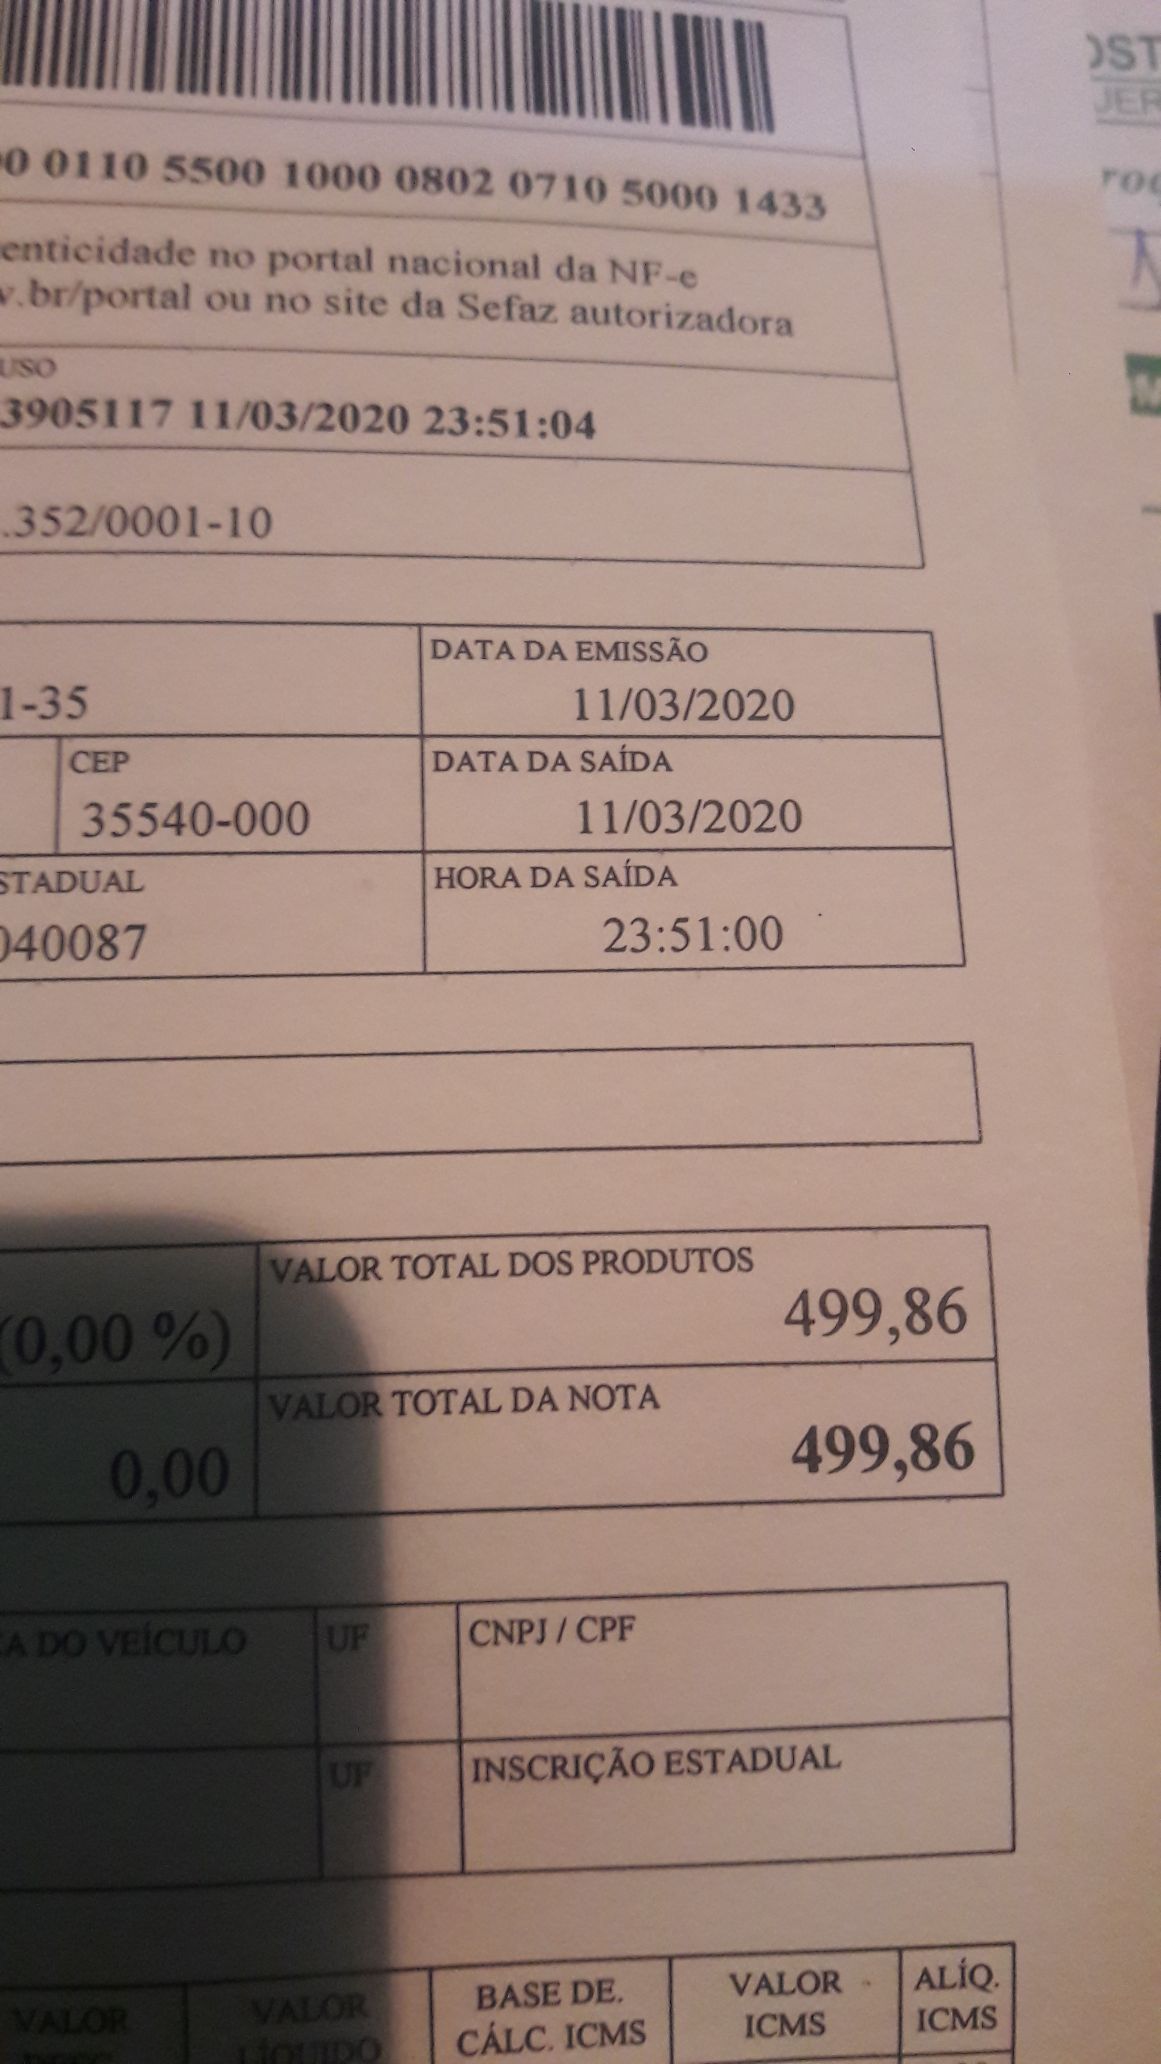 0 0110 5500 1000 0802 0710 5000 1433
enticidade no portal nacional da NF-e
v.br/portal ou no site da Sefaz autorizadora
USO
3905117 11/03/2020 23:51:04
.352/0001-10
DATA DA EMISSÃO
1-35
11/03/2020
CEP
DATA DA SAÍDA
35540-000
11/03/2020
STADUAL
HORA DA SAÍDA
040087
23:51:00
VALOR TOTAL DOS PRODUTOS
(0,00 %)
499,86
VALOR TOTAL DA NOTA
0,00
499,86
A DO VEÍCULO
UF
CNPJ / CPF
UF
INSCRIÇÃO ESTADUAL
VALOR
VALOR LÍQUIDO
BASE DE.
CÁLC. ICMS
VALOR
ICMS
ALÍQ.
ICMS
OST
JER
roq